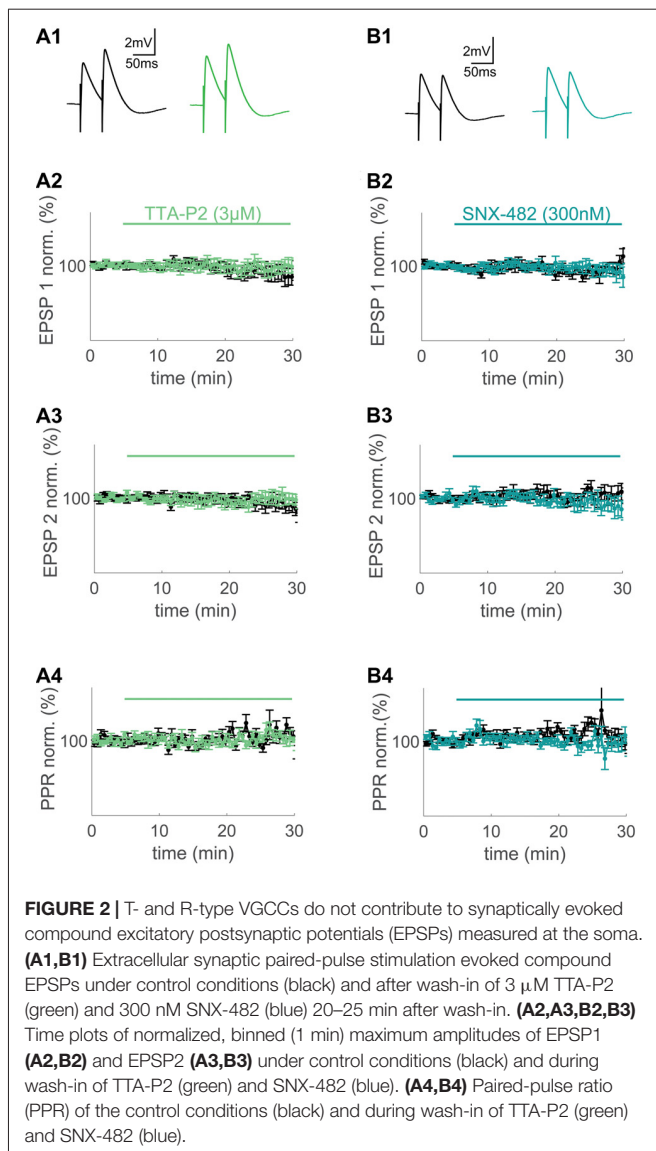 A1
2mV
50ms
B1
2mV
50ms
A2
TTA-P2 (3µM)
EPSP 1 norm. (%)
100
0 10 20 30
time (min)
B2
SNX-482 (300nM)
EPSP 1 norm. (%)
100
0 10 20 30
time (min)
A3
EPSP 2 norm. (%)
100
0 10 20 30
time (min)
B3
EPSP 2 norm. (%)
100
0 10 20 30
time (min)
A4
PPR norm. (%)
100
0 10 20 30
time (min)
B4
PPR norm.(%)
100
0 10 20 30
time (min)
FIGURE 2 | T- and R-type VGCCs do not contribute to synaptically evoked
compound excitatory postsynaptic potentials (EPSPs) measured at the soma.
(A1,B1) Extracellular synaptic paired-pulse stimulation evoked compound
EPSPs under control conditions (black) and after wash-in of 3 µM TTA-P2
(green) and 300 nM SNX-482 (blue) 20–25 min after wash-in. (A2,A3,B2,B3)
Time plots of normalized, binned (1 min) maximum amplitudes of EPSP1
(A2,B2) and EPSP2 (A3,B3) under control conditions (black) and during
wash-in of TTA-P2 (green) and SNX-482 (blue). (A4,B4) Paired-pulse ratio
(PPR) of the control conditions (black) and during wash-in of TTA-P2 (green)
and SNX-482 (blue).